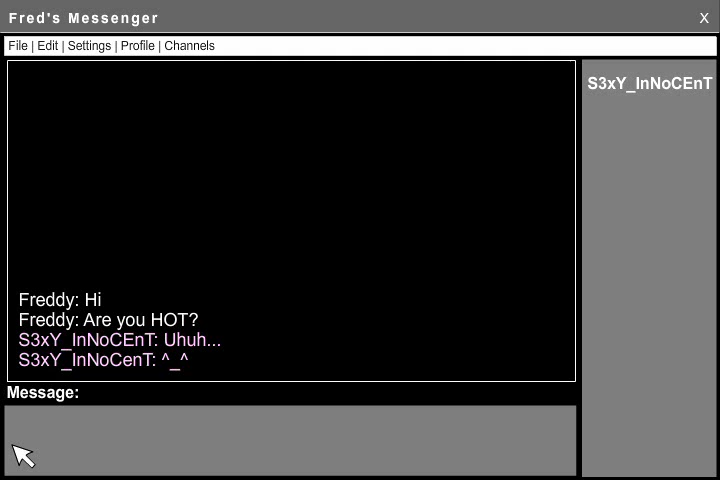 Fred's Messenger X
File | Edit | Settings | Profile | Channels
S3xY_InNoCEnT
Freddy: Hi
Freddy: Are you HOT?
S3xY_InNoCEnT: Uhuh...
S3xY_InNoCenT: ^_^
Message: